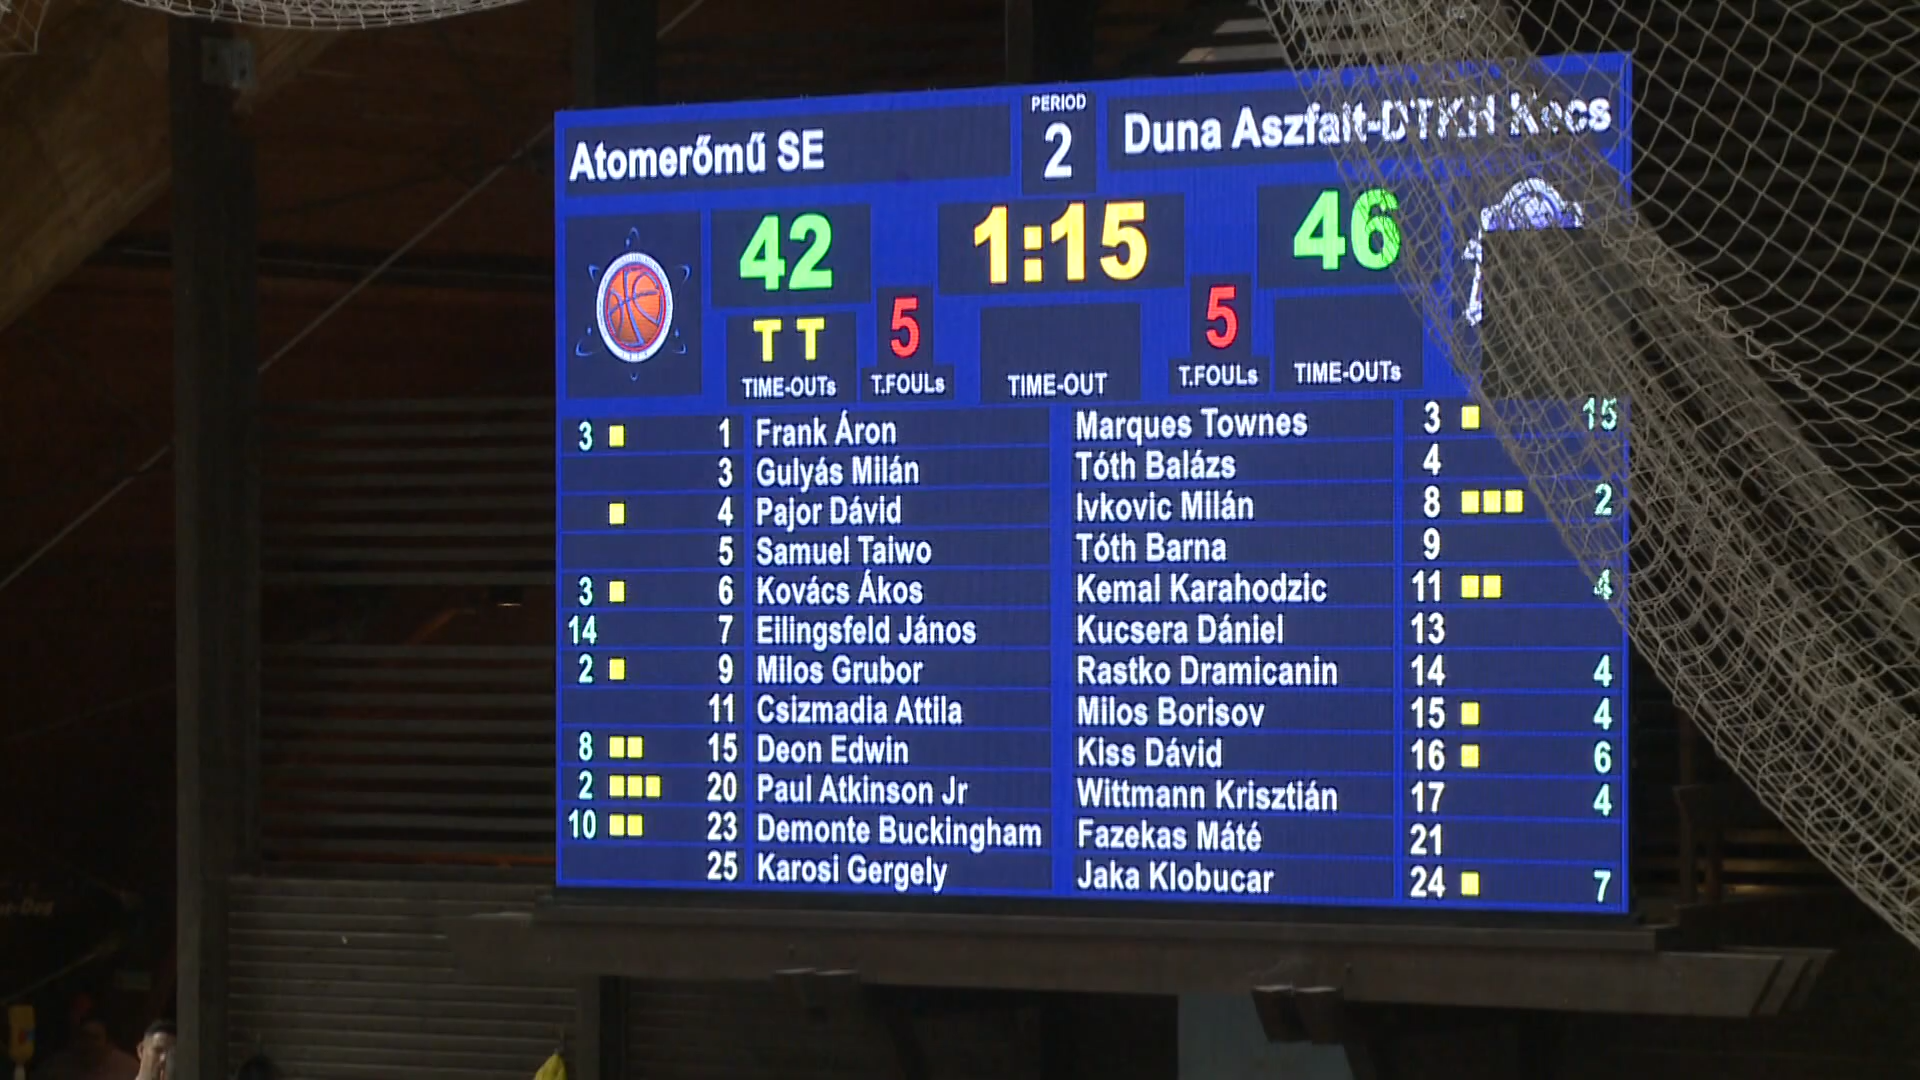 PERIOD
Atomerőmű SE 2 Duna Aszfalt-DTKH Kecs
42 1:15 46
T T 5 5
TIME-OUTs T.FOULs TIME-OUT T.FOULs TIME-OUTs
3 1 Frank Áron Marques Townes 3 15
3 Gulyás Milán Tóth Balázs 4
4 Pajor Dávid Ivkovic Milán 8 2
5 Samuel Taiwo Tóth Barna 9
3 6 Kovács Ákos Kemal Karahodzic 11 4
14 7 Eilingsfeld János Kucsera Dániel 13
2 9 Milos Grubor Rastko Dramicanin 14 4
11 Csizmadia Attila Milos Borisov 15 4
8 15 Deon Edwin Kiss Dávid 16 6
2 20 Paul Atkinson Jr Wittmann Krisztián 17 4
10 23 Demonte Buckingham Fazekas Máté 21
25 Karosi Gergely Jaka Klobucar 24 7